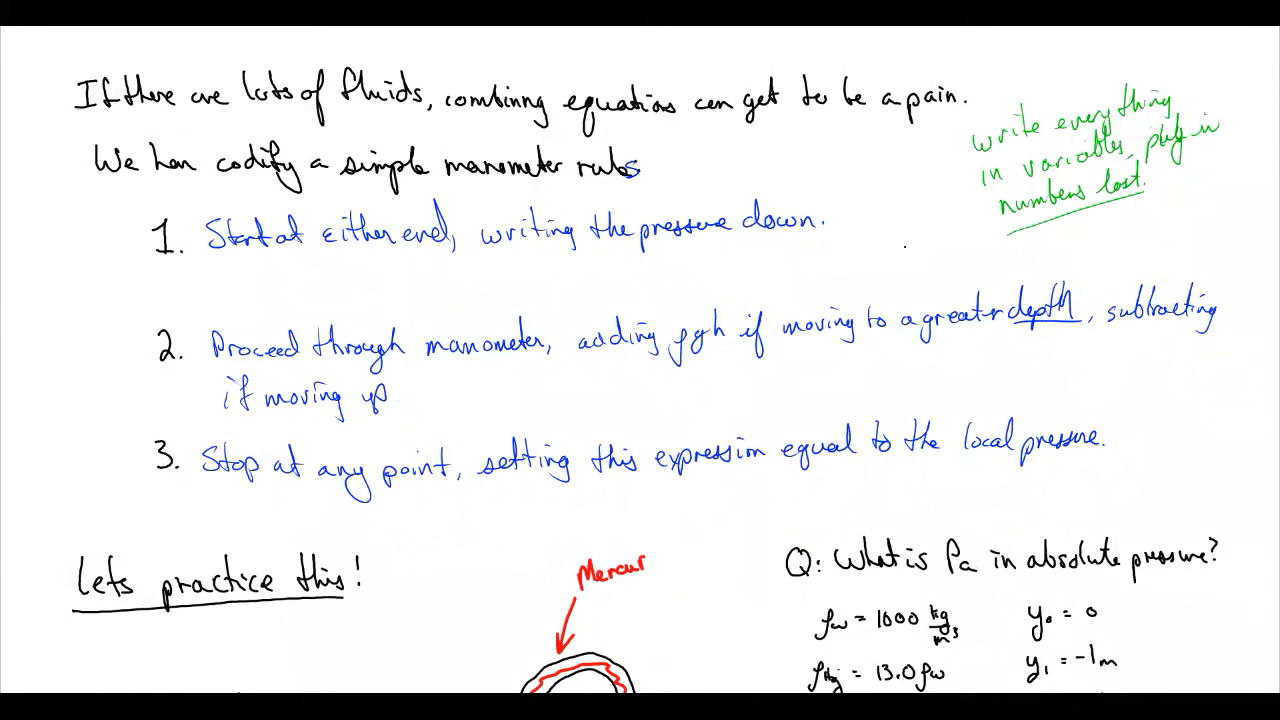 If there are lots of fluids, combining equations can get to be a pain.
write everything
in variables, plug in
numbers last.
We han codify a simple manometer rules
1. Start at either end, writing the pressure down.
2. Proceed through manometer, adding ρgh if moving to a greater depth, subtracting
if moving up
3. Stop at any point, setting this expression equal to the local pressure.
Lets practice this!
Mercur
Q: What is Pa in absolute pressure?
ρw = 1000 kg/m³ y₀ = 0
ρHg = 13.0 ρw y₁ = -1m